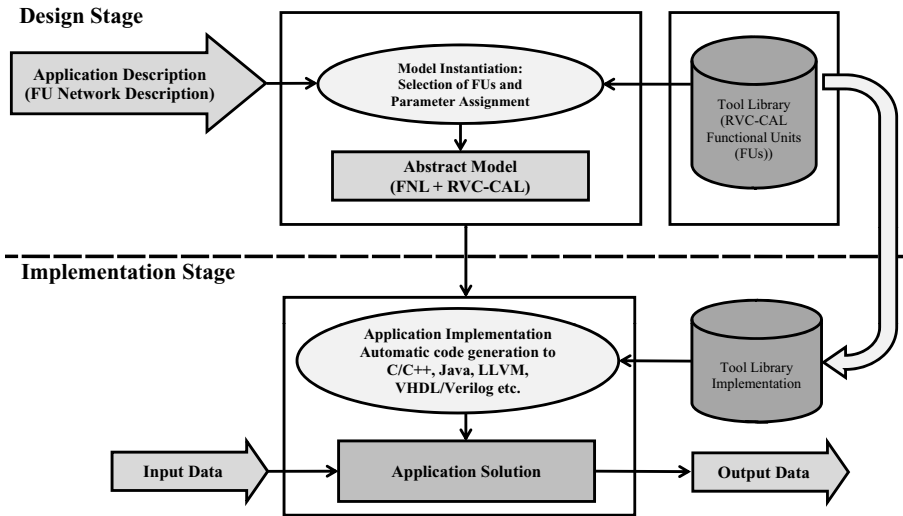 Design Stage
Application Description
(FU Network Description)
Model Instantiation:
Selection of FUs and
Parameter Assignment
Tool Library
(RVC-CAL
Functional Units
(FUs))
Abstract Model
(FNL + RVC-CAL)
Implementation Stage
Application Implementation
Automatic code generation to
C/C++, Java, LLVM,
VHDL/Verilog etc.
Tool Library
Implementation
Input Data
Application Solution
Output Data